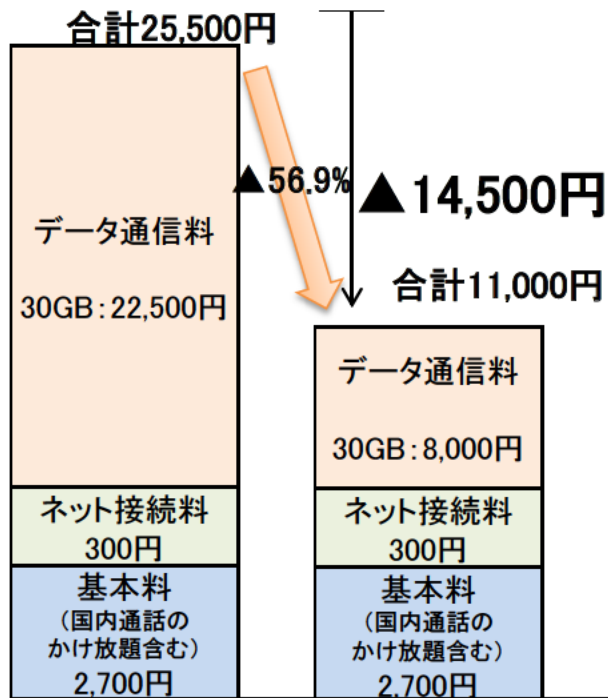 合計25,500円
データ通信料
30GB:22,500円
ネット接続料
300円
基本料
(国内通話の
かけ放題含む)
2,700円
▲56.9%
▲14,500円
合計11,000円
データ通信料
30GB:8,000円
ネット接続料
300円
基本料
(国内通話の
かけ放題含む)
2,700円